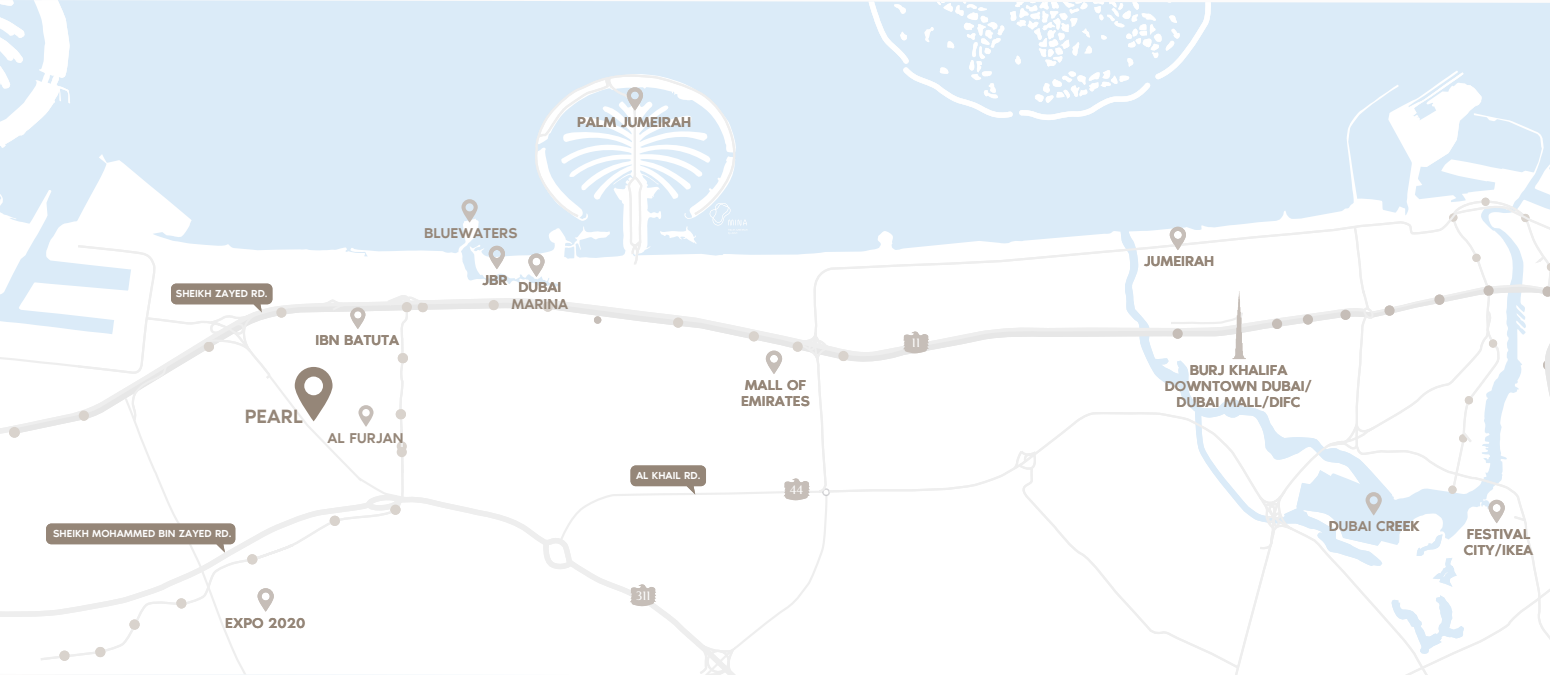 PALM JUMEIRAH
BLUEWATERS
JBR
DUBAI
MARINA
JUMEIRAH
SHEIKH ZAYED RD.
IBN BATUTA
11
MALL OF
EMIRATES
BURJ KHALIFA
DOWNTOWN DUBAI/
DUBAI MALL/DIFC
PEARL
AL FURJAN
AL KHAIL RD.
44
DUBAI CREEK
FESTIVAL
CITY/IKEA
SHEIKH MOHAMMED BIN ZAYED RD.
311
EXPO 2020